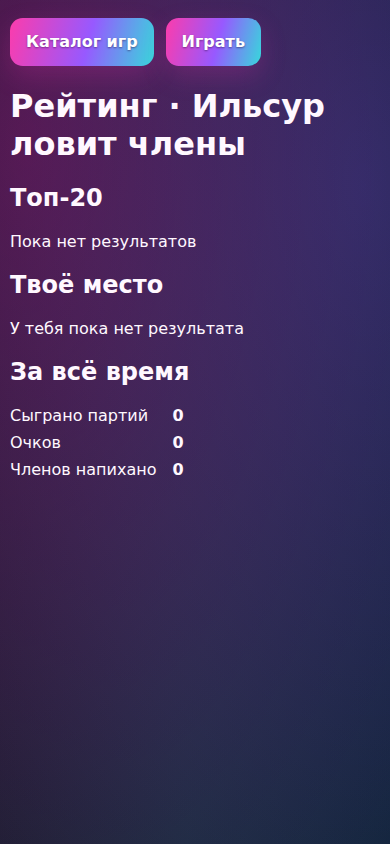 Каталог игр
Играть
Рейтинг · Ильсур
ловит члены
Топ-20
Пока нет результатов
Твоё место
У тебя пока нет результата
За всё время
Сыграно партий 0
Очков 0
Членов напихано 0